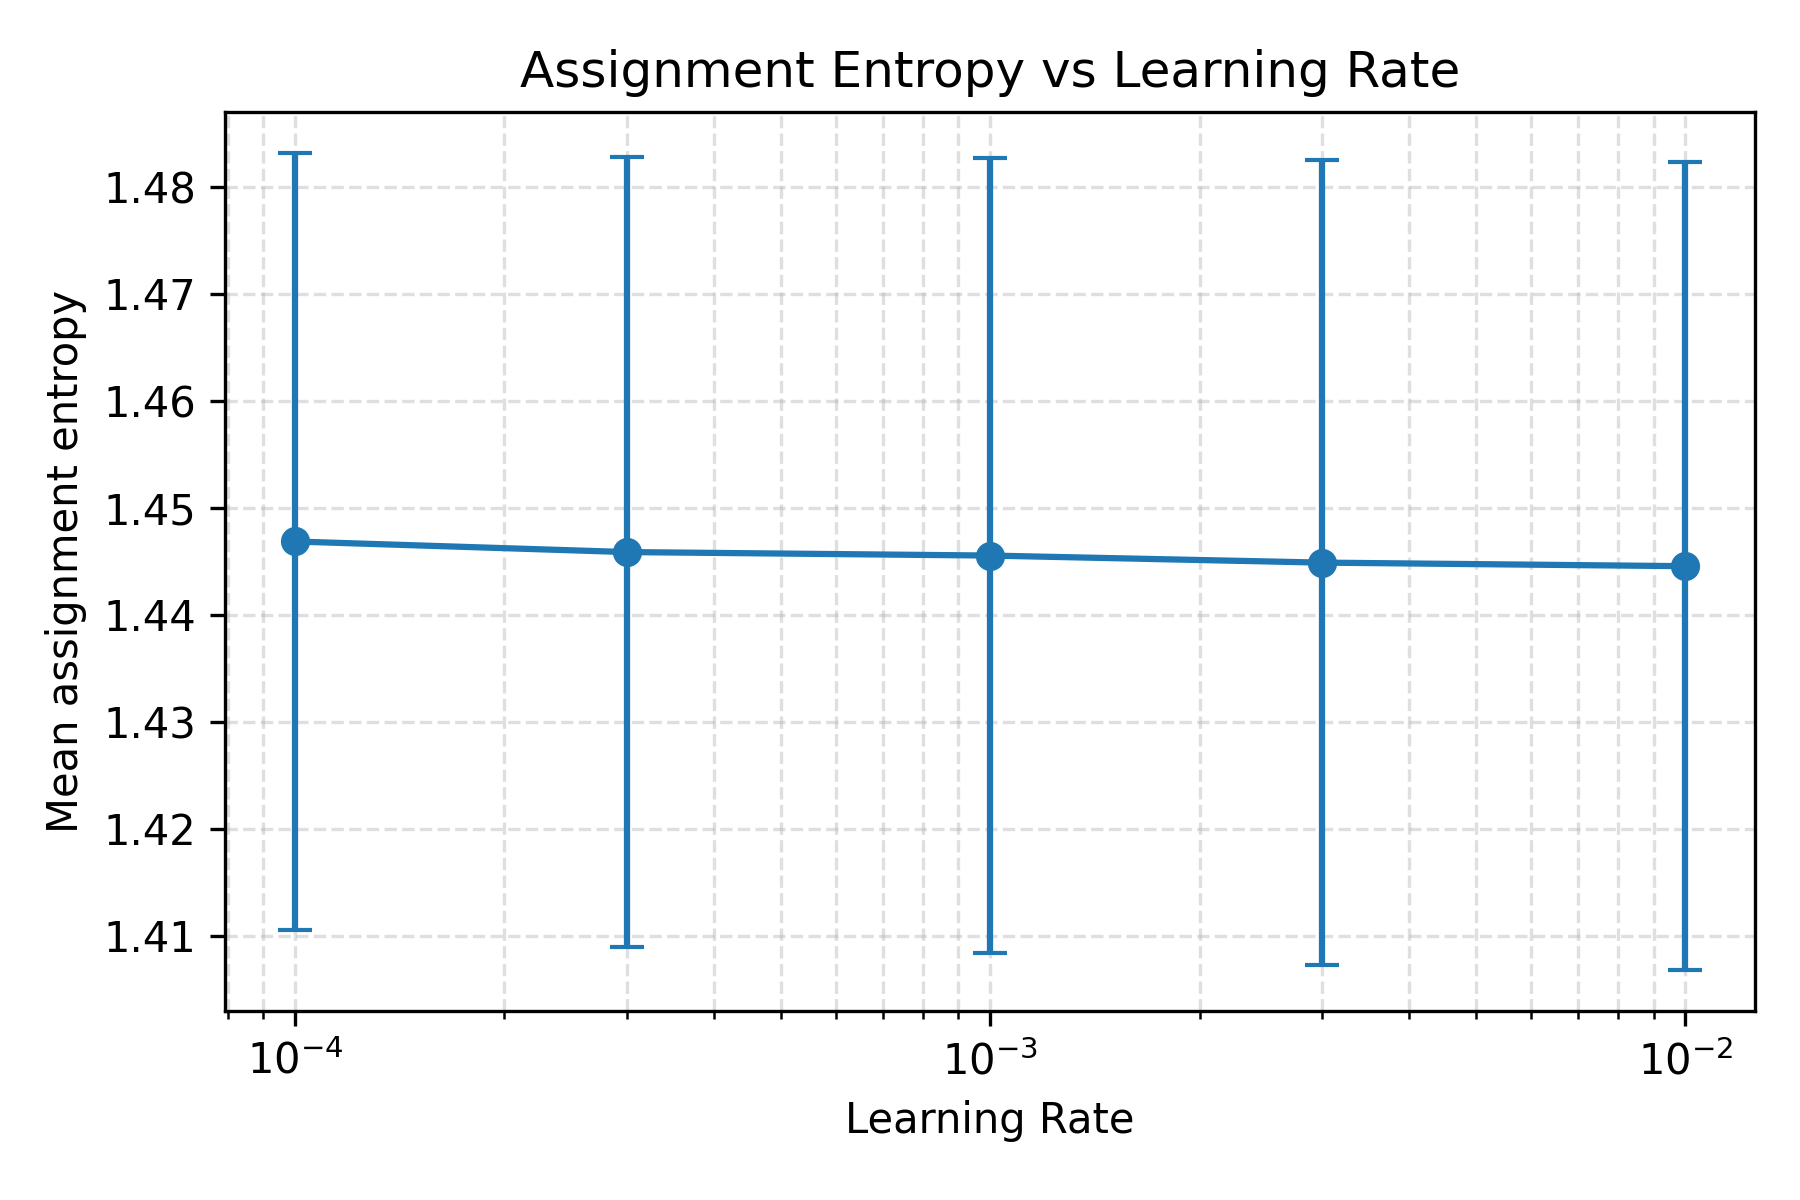 Assignment Entropy vs Learning Rate
Mean assignment entropy
1.48
1.47
1.46
1.45
1.44
1.43
1.42
1.41
10⁻⁴ 10⁻³ 10⁻²
Learning Rate